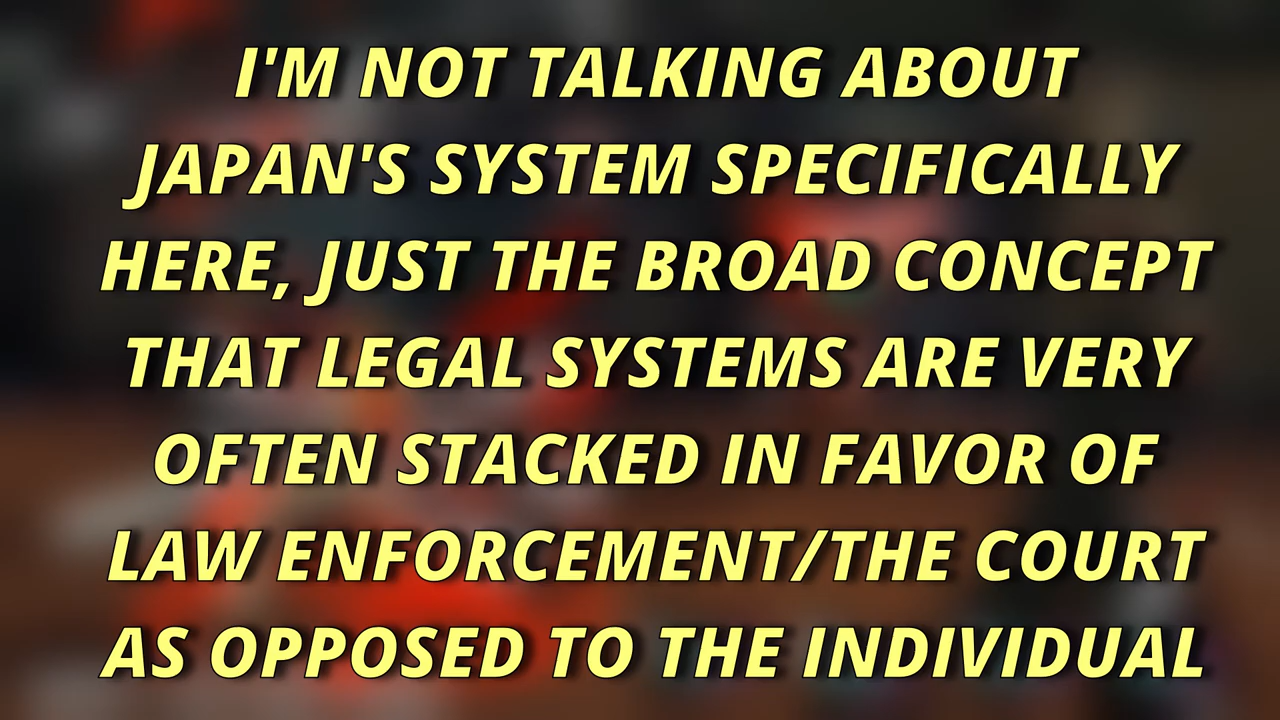 I'M NOT TALKING ABOUT
JAPAN'S SYSTEM SPECIFICALLY
HERE, JUST THE BROAD CONCEPT
THAT LEGAL SYSTEMS ARE VERY
OFTEN STACKED IN FAVOR OF
LAW ENFORCEMENT/THE COURT
AS OPPOSED TO THE INDIVIDUAL